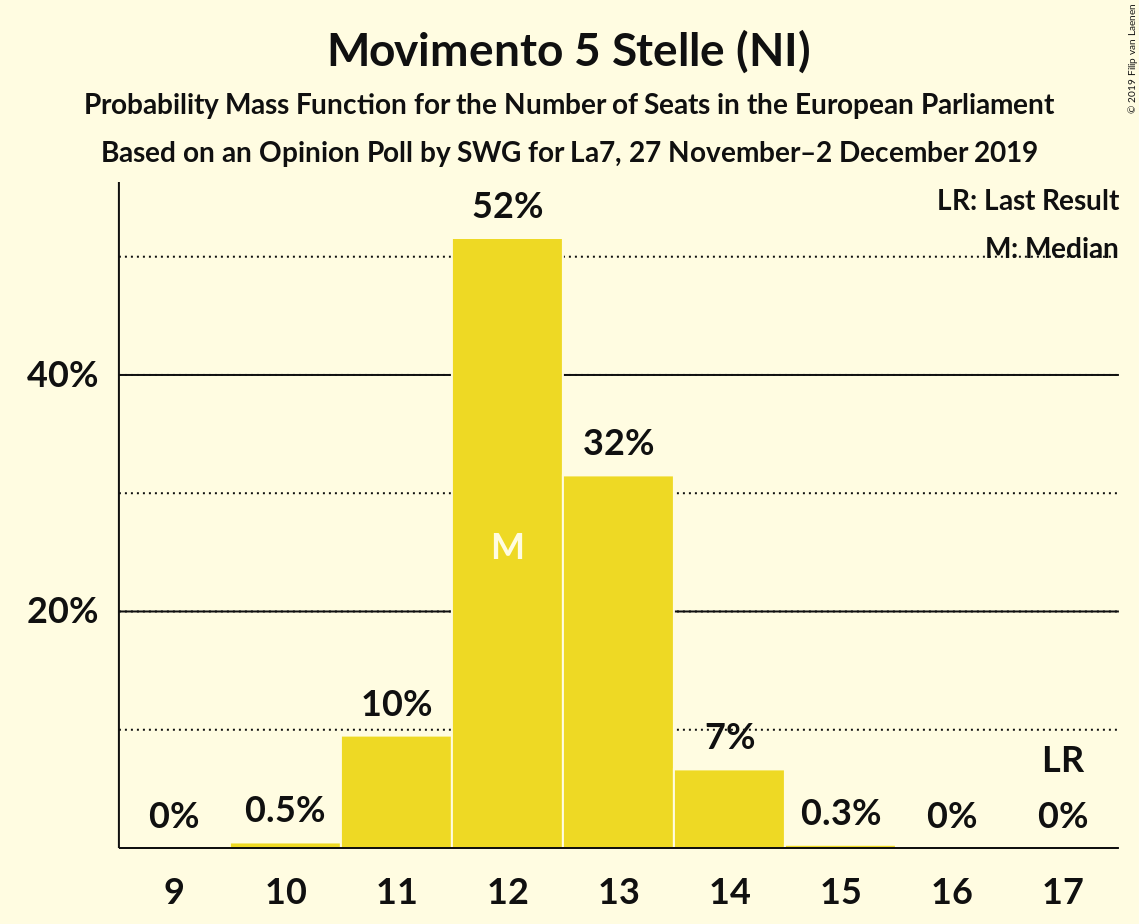 © 2019 Filip van Laenen
Movimento 5 Stelle (NI)
Probability Mass Function for the Number of Seats in the European Parliament
Based on an Opinion Poll by SWG for La7, 27 November–2 December 2019
LR: Last Result
M: Median
52%
40%
32%
M
20%
10%
7%
LR
0%
0.5%
0.3%
0%
0%
9 10 11 12 13 14 15 16 17